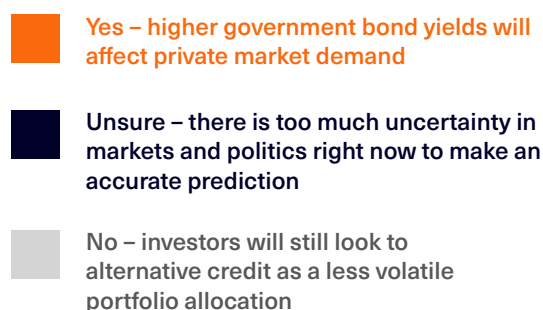 Yes – higher government bond yields will
affect private market demand
Unsure – there is too much uncertainty in
markets and politics right now to make an
accurate prediction
No – investors will still look to
alternative credit as a less volatile
portfolio allocation